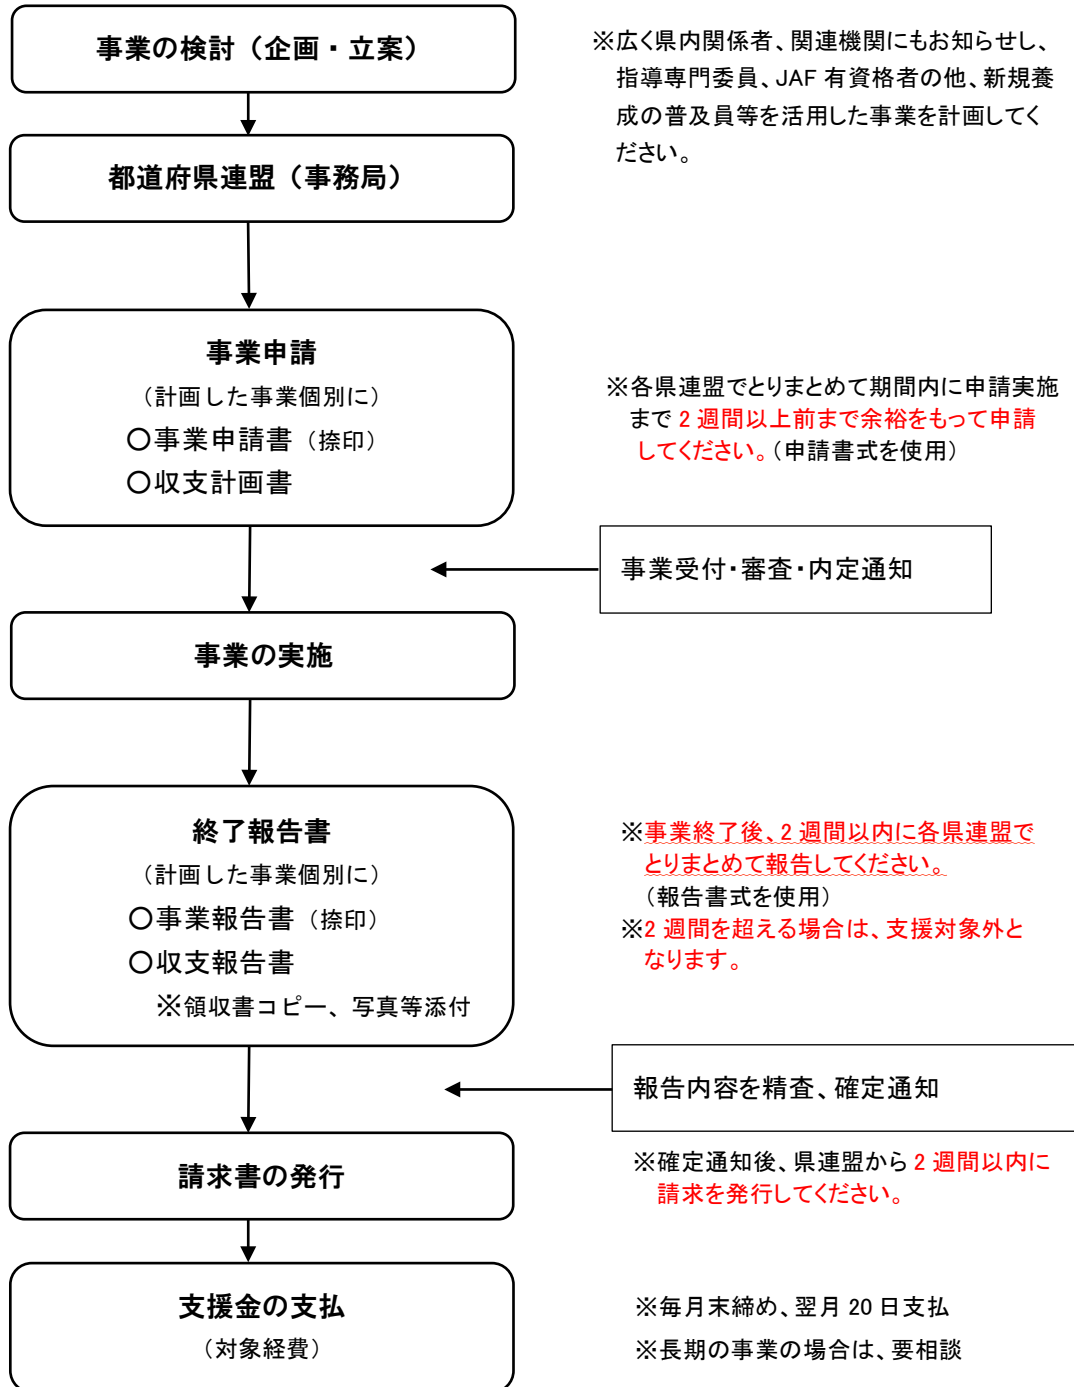 事業の検討（企画・立案）
※広く県内関係者、関連機関にもお知らせし、
指導専門委員、JAF 有資格者の他、新規養
成の普及員等を活用した事業を計画してく
ださい。
都道府県連盟（事務局）
事業申請
（計画した事業個別に）
〇事業申請書（捺印）
〇収支計画書
※各県連盟でとりまとめて期間内に申請実施
まで 2 週間以上前まで余裕をもって申請
してください。（申請書式を使用）
事業受付・審査・内定通知
事業の実施
終了報告書
（計画した事業個別に）
〇事業報告書（捺印）
〇収支報告書
※領収書コピー、写真等添付
※事業終了後、2 週間以内に各県連盟で
とりまとめて報告してください。
（報告書式を使用）
※2 週間を超える場合は、支援対象外と
なります。
報告内容を精査、確定通知
請求書の発行
※確定通知後、県連盟から 2 週間以内に
請求を発行してください。
支援金の支払
（対象経費）
※毎月末締め、翌月 20 日支払
※長期の事業の場合は、要相談